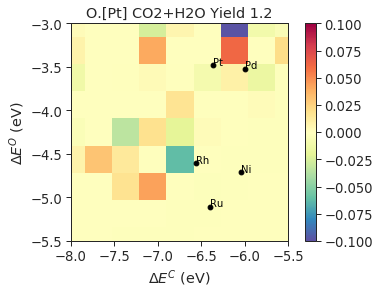 O.[Pt] CO2+H2O Yield 1.2
−3.0
−3.5
−4.0
−4.5
−5.0
−5.5
ΔE^O (eV)
Pt
Pd
Rh
Ni
Ru
−8.0 −7.5 −7.0 −6.5 −6.0 −5.5
ΔE^C (eV)
0.100
0.075
0.050
0.025
0.000
−0.025
−0.050
−0.075
−0.100